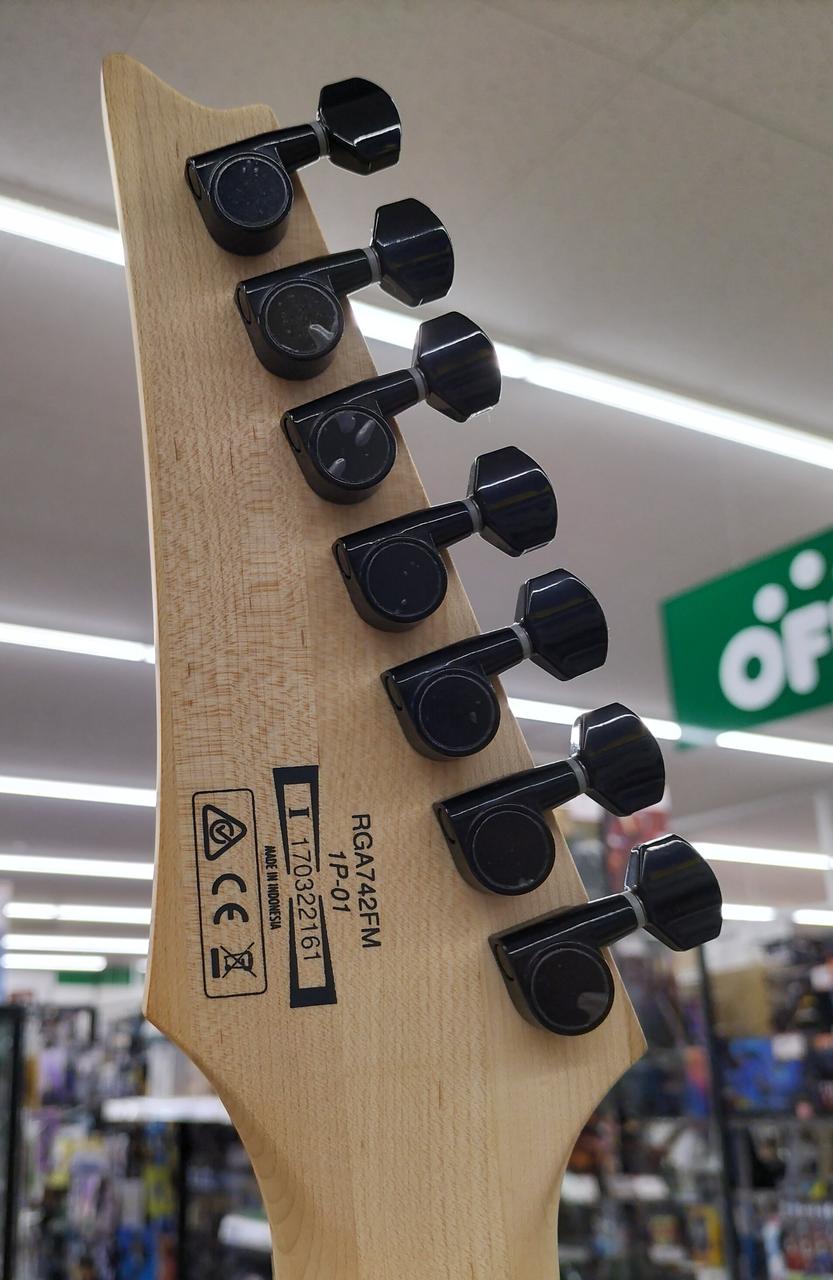 RGA742FM
1P-01
I 170322161
MADE IN INDONESIA
CE
OF